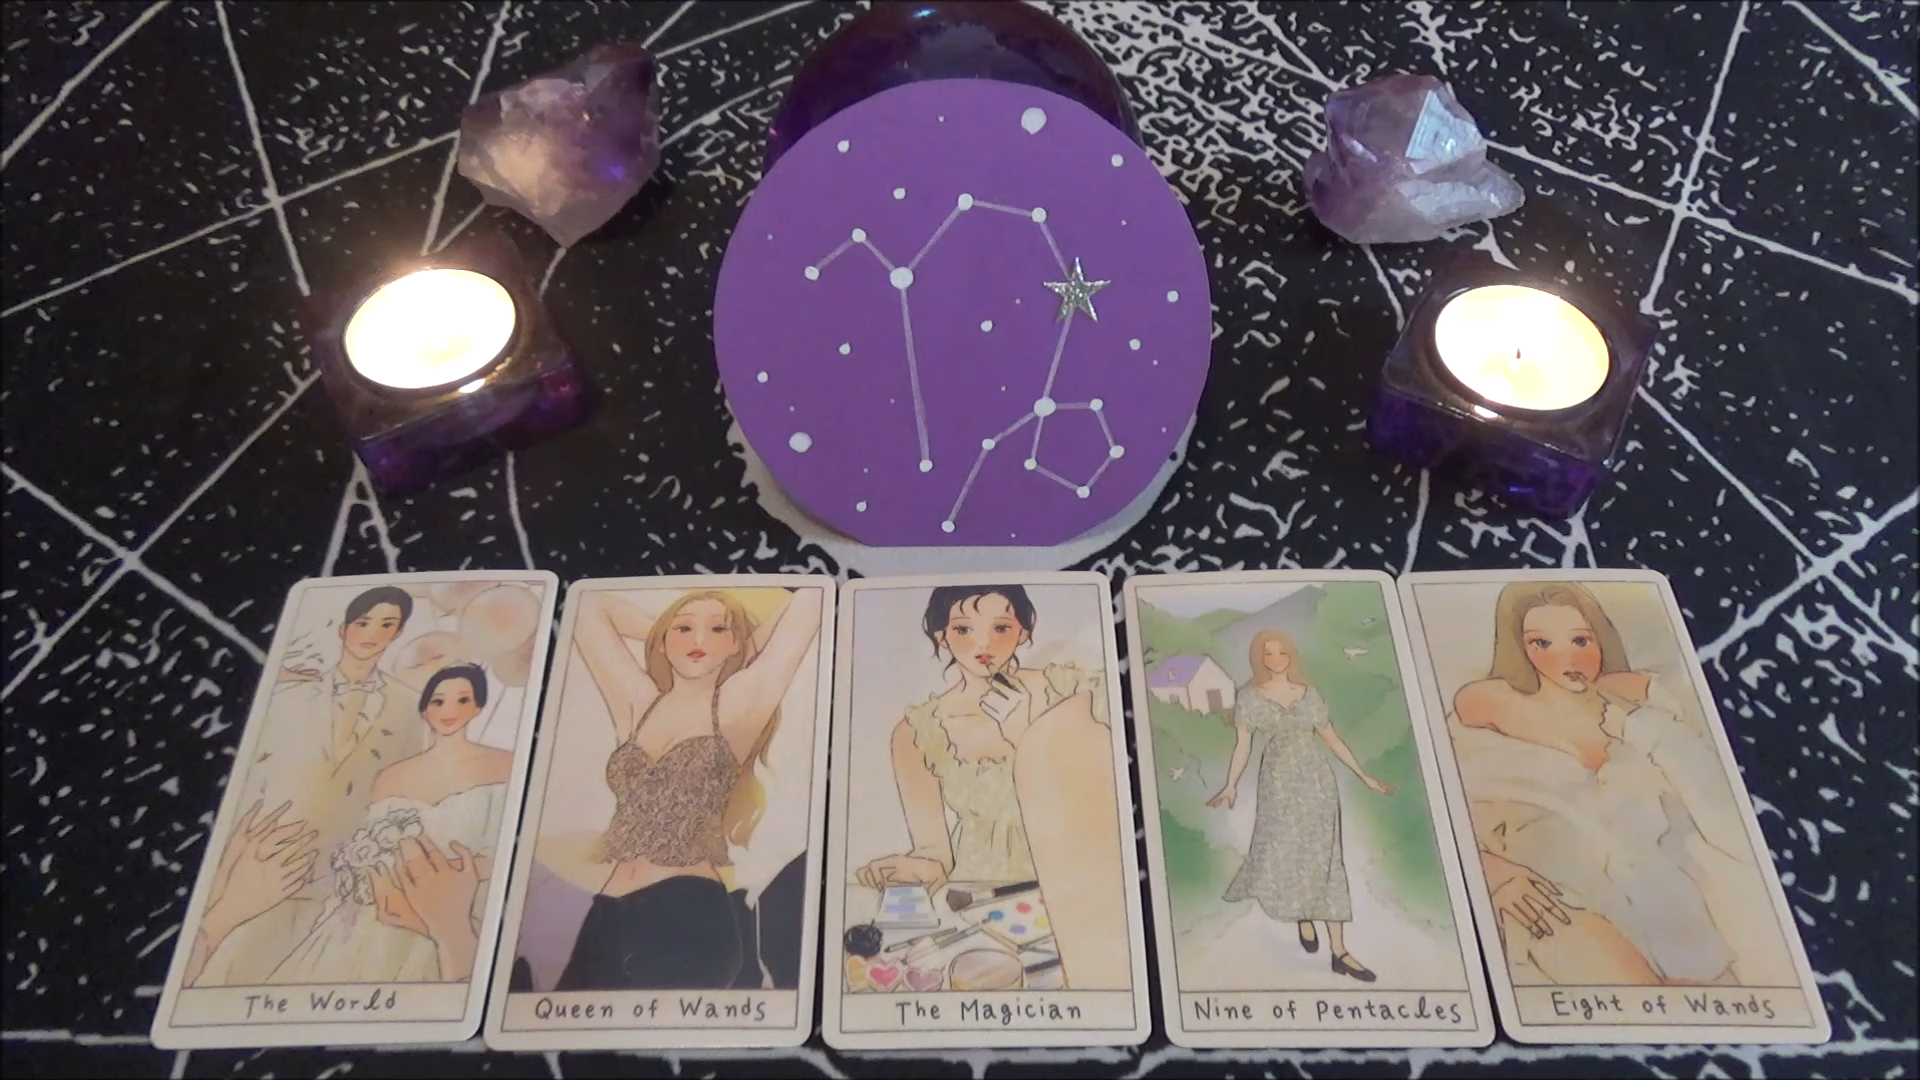 The World
Queen of Wands
The Magician
Nine of Pentacles
Eight of Wands